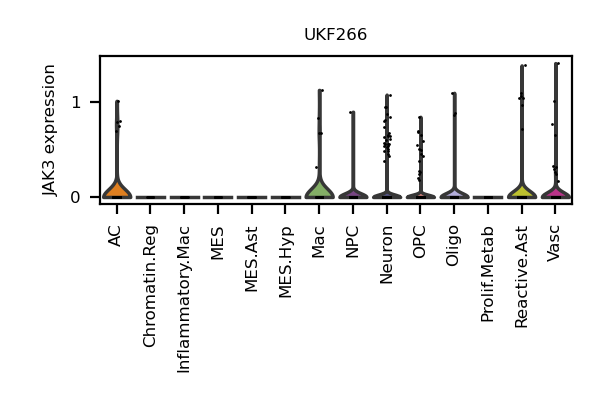 UKF266
JAK3 expression
1
0
AC
Chromatin.Reg
Inflammatory.Mac
MES
MES.Ast
MES.Hyp
Mac
NPC
Neuron
OPC
Oligo
Prolif.Metab
Reactive.Ast
Vasc